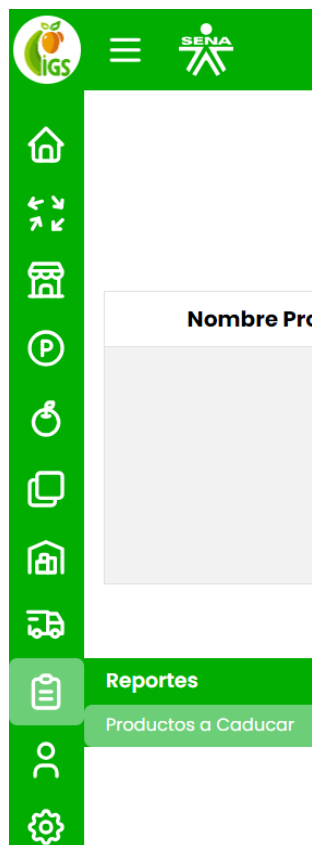 iGS
SENA
Nombre Pro
P
Reportes
Productos a Caducar